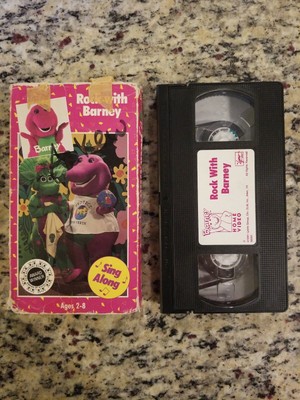 Rock With
Barney
Barney
Sing
Along
Ages 2-8
Rock With
Barney
Barney
HOME
VIDEO